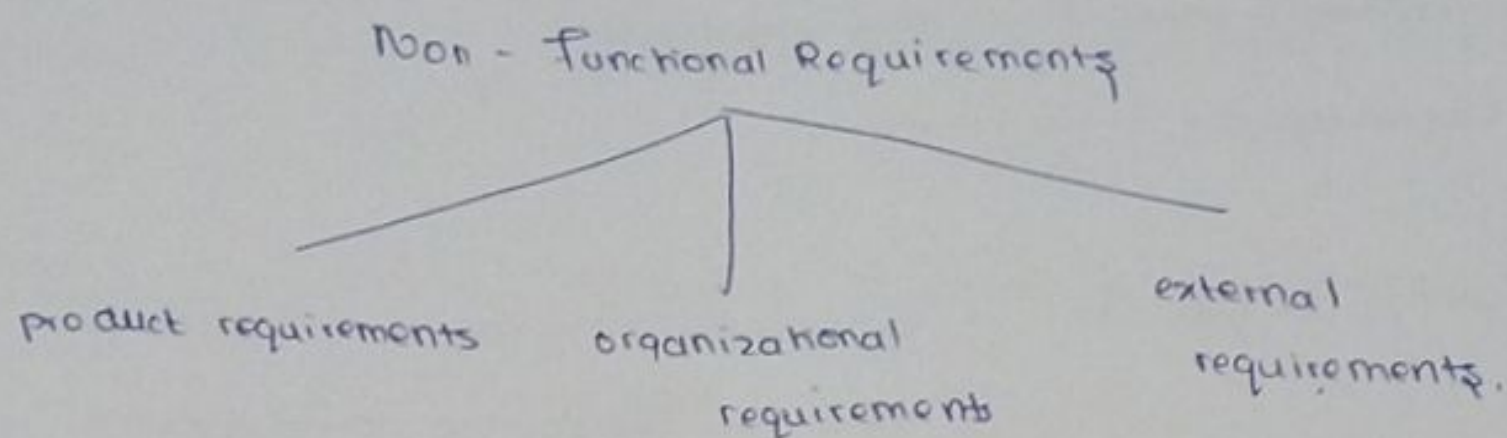 Non - Functional Requirements
product requirements
organizational
requirements
external
requirements.